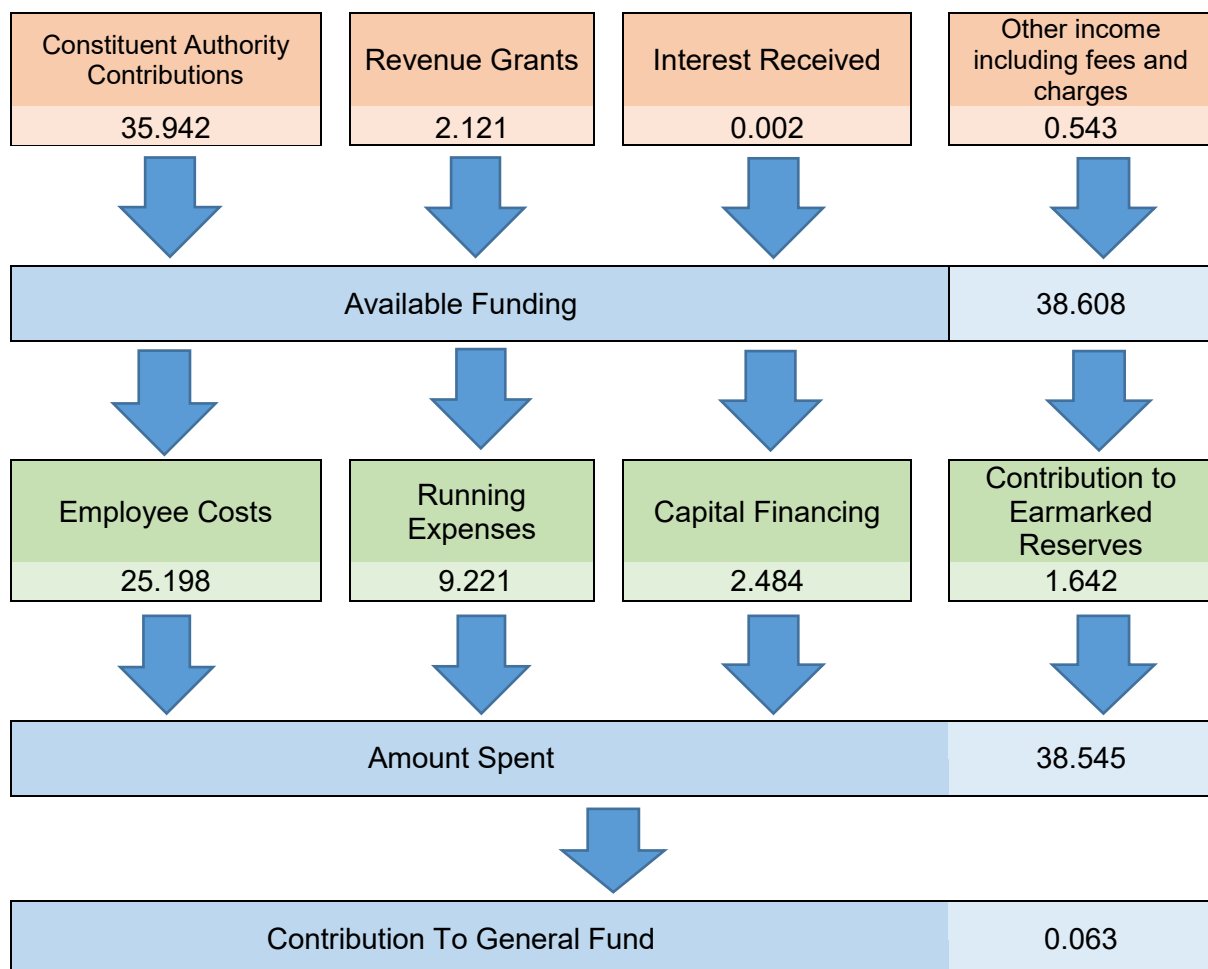 Constituent Authority
Contributions
35.942
Revenue Grants
2.121
Interest Received
0.002
Other income
including fees and
charges
0.543
Available Funding
38.608
Employee Costs
25.198
Running
Expenses
9.221
Capital Financing
2.484
Contribution to
Earmarked
Reserves
1.642
Amount Spent
38.545
Contribution To General Fund
0.063